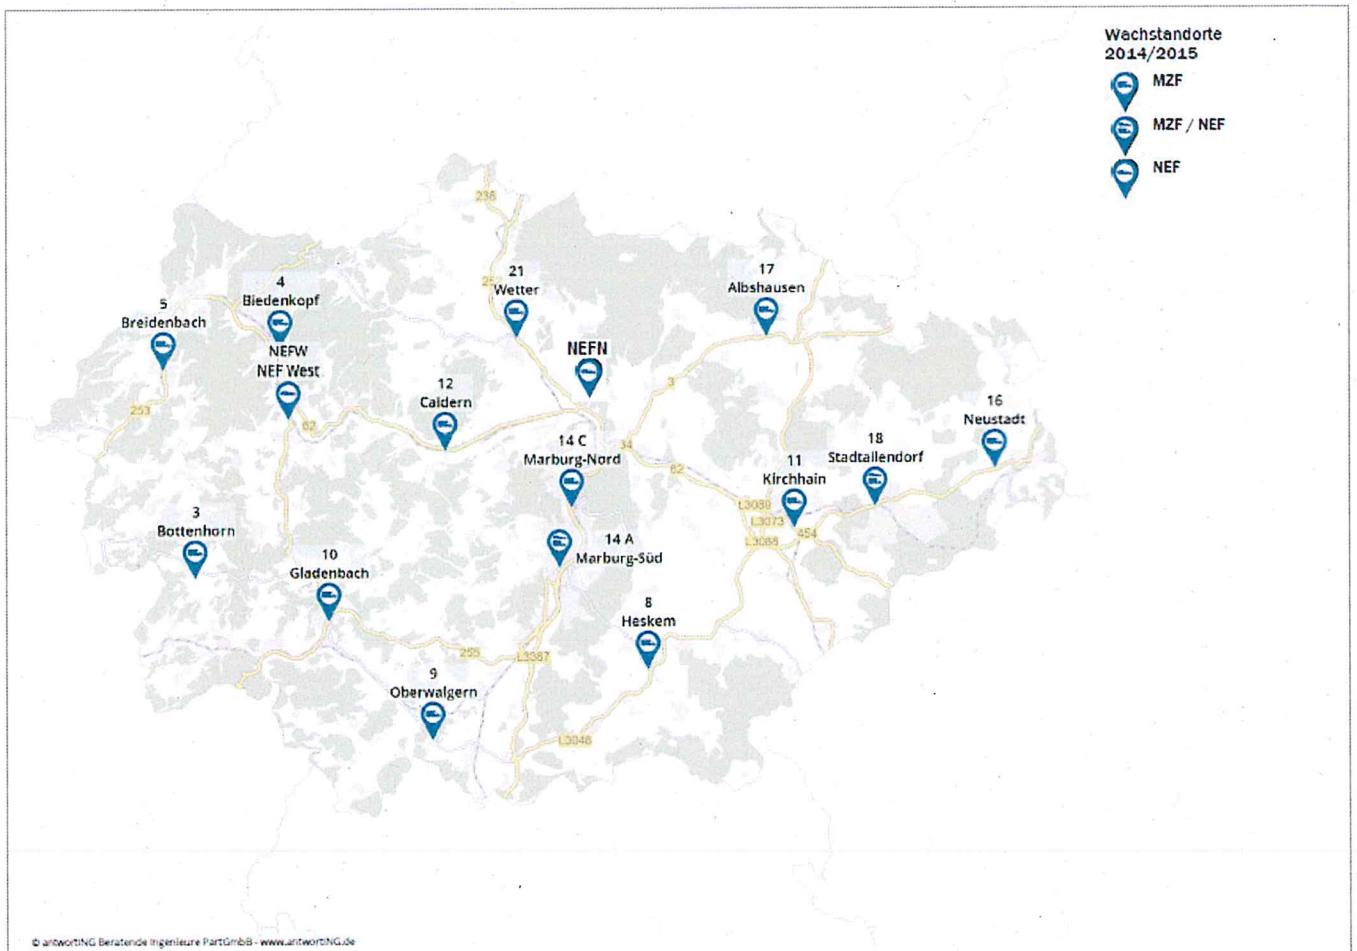 Wachstandorte
2014/2015
MZF
MZF / NEF
NEF
236
17
Albshausen
21
Wetter
4
Biedenkopf
5
Breidenbach
NEFW
NEF West
NEFN
3
12
Caldern
253
62
16
Neustadt
14 C
Marburg-Nord
34
62
18
Stadtallendorf
11
Kirchhain
L3089
L3073
454
L3088
3
Bottenhorn
14 A
Marburg-Süd
10
Gladenbach
8
Heskem
255
L3387
9
Oberwalgern
L3048
© antwortING Beratende Ingenieure PartGmbB - www.antwortING.de